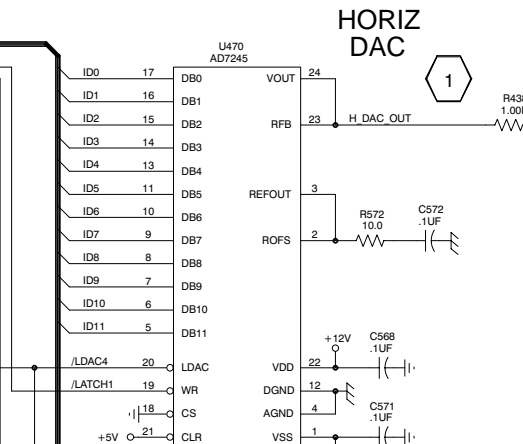 HORIZ
DAC
1
U470
AD7245
ID0 17 DB0 VOUT 24
ID1 16 DB1
ID2 15 DB2 RFB 23 H_DAC_OUT
R438
1.00
ID3 14 DB3
ID4 13 DB4
ID5 11 DB5 REFOUT 3
ID6 10 DB6
R572
10.0
C572
.1UF
ID7 9 DB7 ROFS 2
ID8 8 DB8
ID9 7 DB9
ID10 6 DB10
ID11 5 DB11
+12V
C568
.1UF
/LDAC4 20 LDAC VDD 22
/LATCH1 19 WR DGND 12
18 CS AGND 4
C571
.1UF
+5V 21 CLR VSS 1